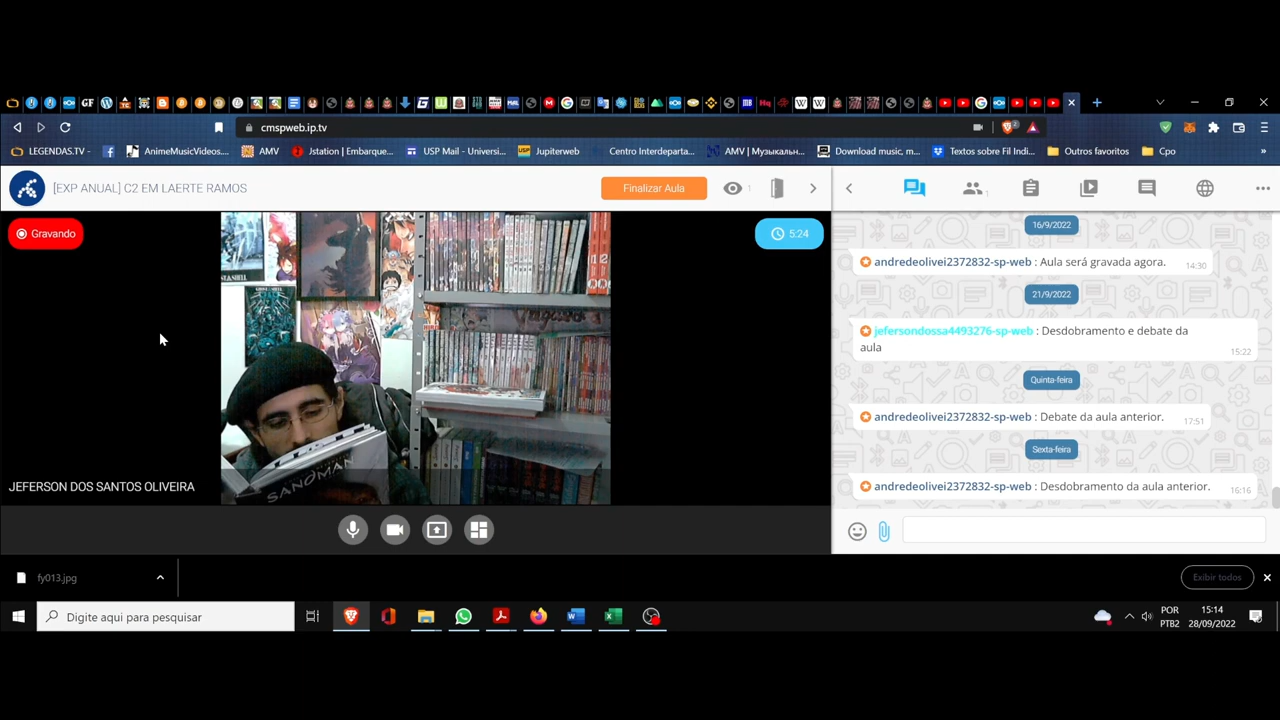 cmspweb.ip.tv
LEGENDAS.TV -
AnimeMusicVideos....
AMV
Jstation | Embarque...
USP Mail - Universi...
Jupiterweb
Centro Interdeparta...
AMV | Музыкальн...
Download music, m...
Textos sobre Fil Indi...
Outros favoritos
Cpo
»
[EXP ANUAL] C2 EM LAERTE RAMOS
Finalizar Aula
1
1
Gravando
5:24
SANDMAN
JEFERSON DOS SANTOS OLIVEIRA
16/9/2022
andredeolivei2372832-sp-web : Aula será gravada agora.
14:30
21/9/2022
jefersondossa4493276-sp-web : Desdobramento e debate da
aula
15:22
Quinta-feira
andredeolivei2372832-sp-web : Debate da aula anterior.
17:51
Sexta-feira
andredeolivei2372832-sp-web : Desdobramento da aula anterior.
16:16
fy013.jpg
Exibir todos
Digite aqui para pesquisar
POR
PTB2
15:14
28/09/2022